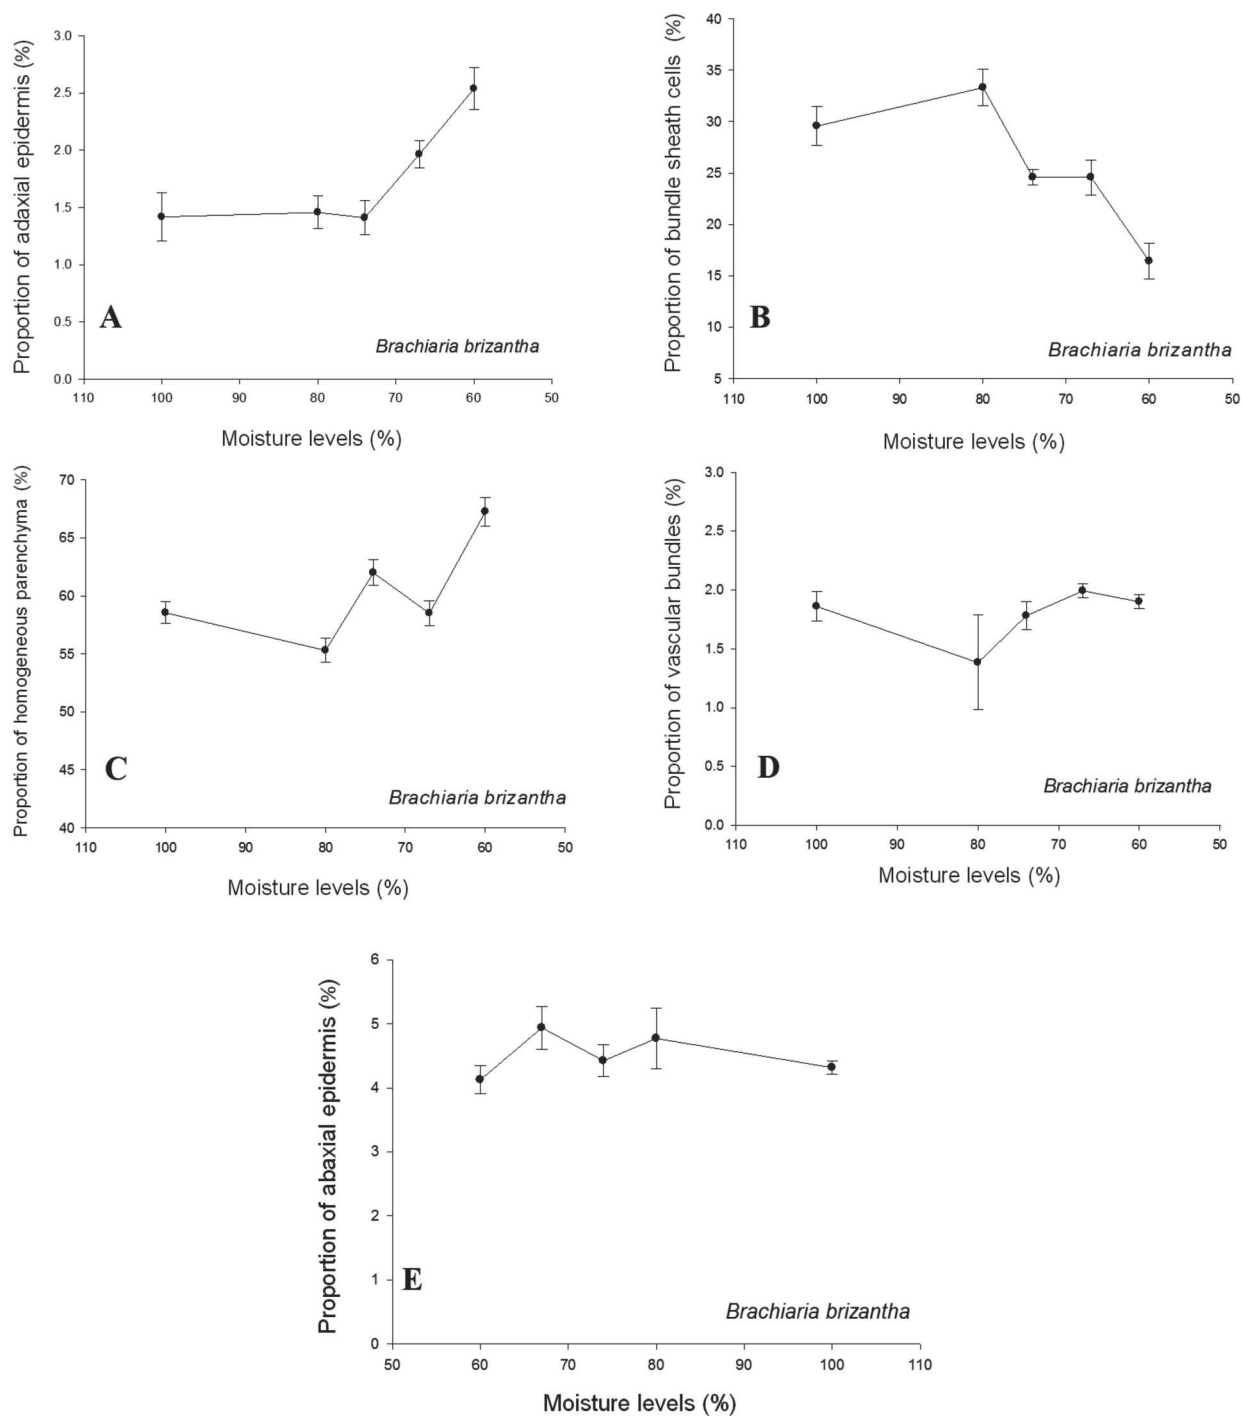 Proportion of adaxial epidermis (%)
3.0
2.5
2.0
1.5
1.0
0.5
0.0
A
Brachiaria brizantha
110 100 90 80 70 60 50
Moisture levels (%)
Proportion of bundle sheath cells (%)
40
35
30
25
20
15
10
5
B
Brachiaria brizantha
110 100 90 80 70 60 50
Moisture levels (%)
Proportion of homogeneous parenchyma (%)
70
65
60
55
50
45
40
C
Brachiaria brizantha
110 100 90 80 70 60 50
Moisture levels (%)
Proportion of vascular bundles (%)
3.0
2.5
2.0
1.5
1.0
0.5
0.0
D
Brachiaria brizantha
110 100 90 80 70 60 50
Moisture levels (%)
Proportion of abaxial epidermis (%)
6
5
4
3
2
1
0
E
Brachiaria brizantha
50 60 70 80 90 100 110
Moisture levels (%)